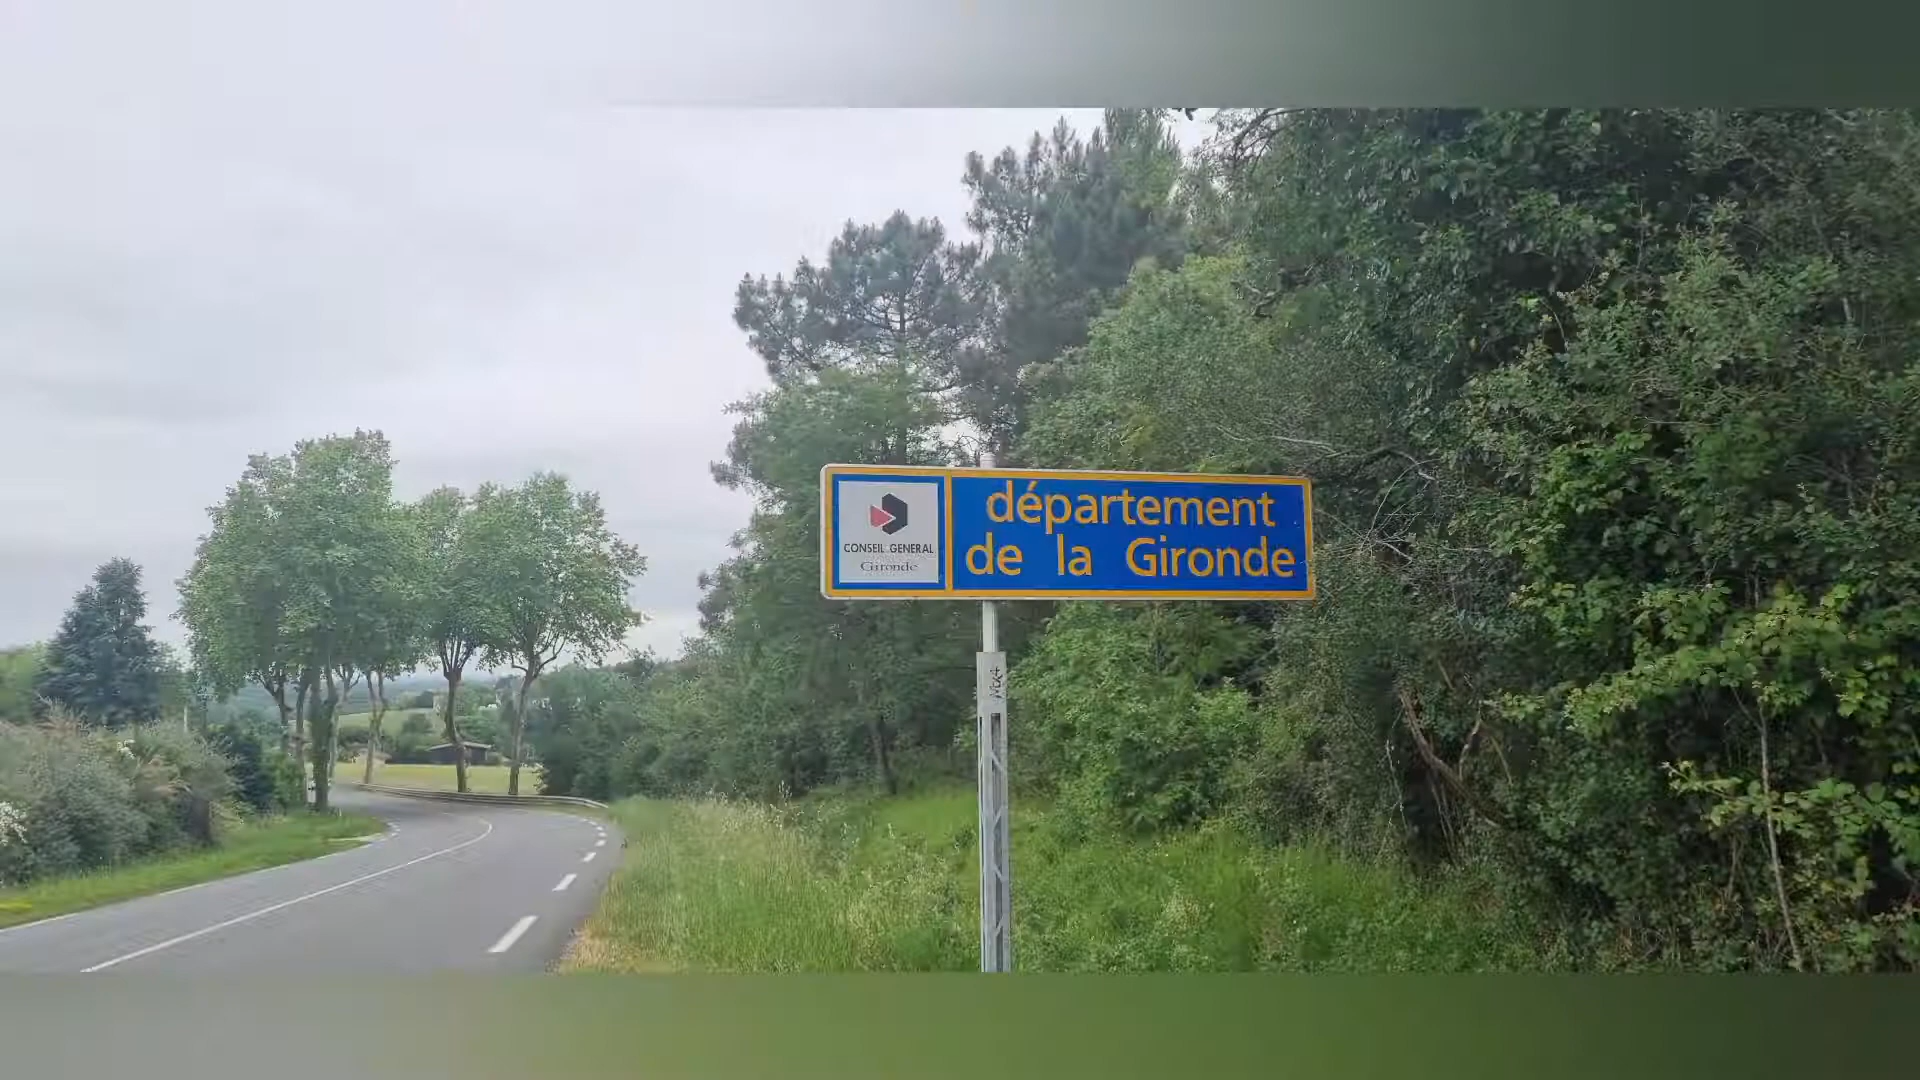 département
de la Gironde
CONSEIL GENERAL
Gironde